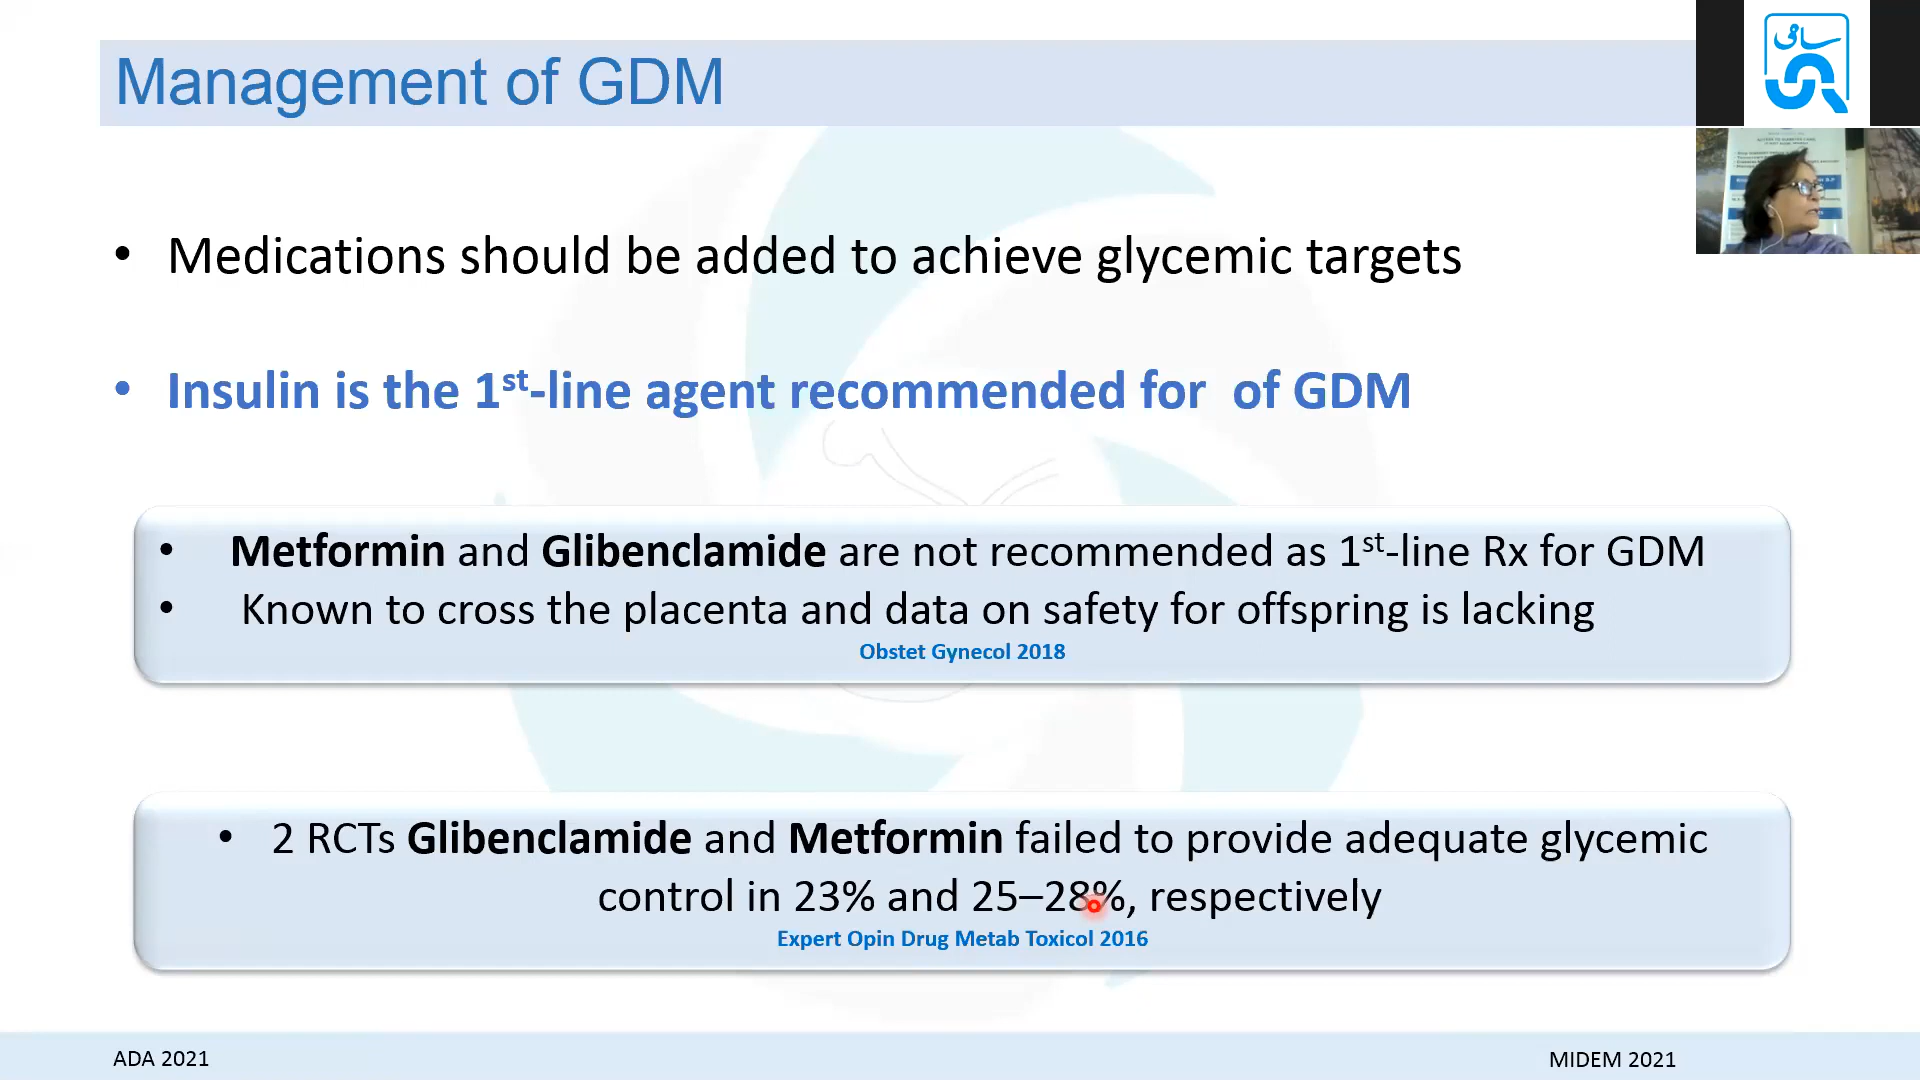 Management of GDM
ساقی
• Medications should be added to achieve glycemic targets
• Insulin is the 1st-line agent recommended for  of GDM
• Metformin and Glibenclamide are not recommended as 1st-line Rx for GDM
• Known to cross the placenta and data on safety for offspring is lacking
Obstet Gynecol 2018
• 2 RCTs Glibenclamide and Metformin failed to provide adequate glycemic
control in 23% and 25–28%, respectively
Expert Opin Drug Metab Toxicol 2016
ADA 2021
MIDEM 2021